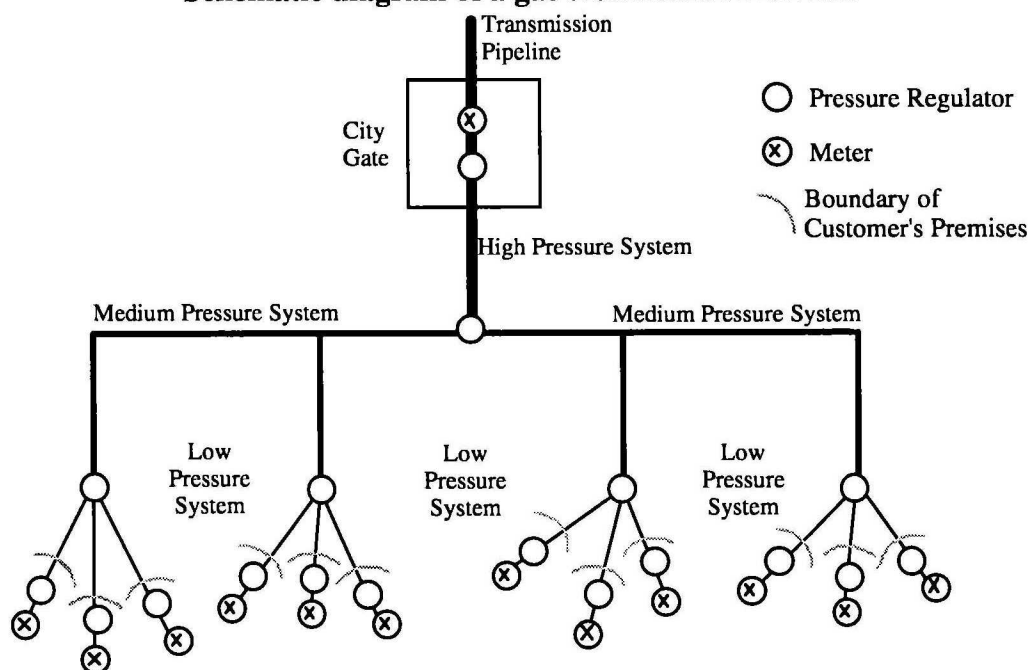 Transmission
Pipeline
City
Gate
Pressure Regulator
Meter
Boundary of
Customer's Premises
High Pressure System
Medium Pressure System
Medium Pressure System
Low
Pressure
System
Low
Pressure
System
Low
Pressure
System